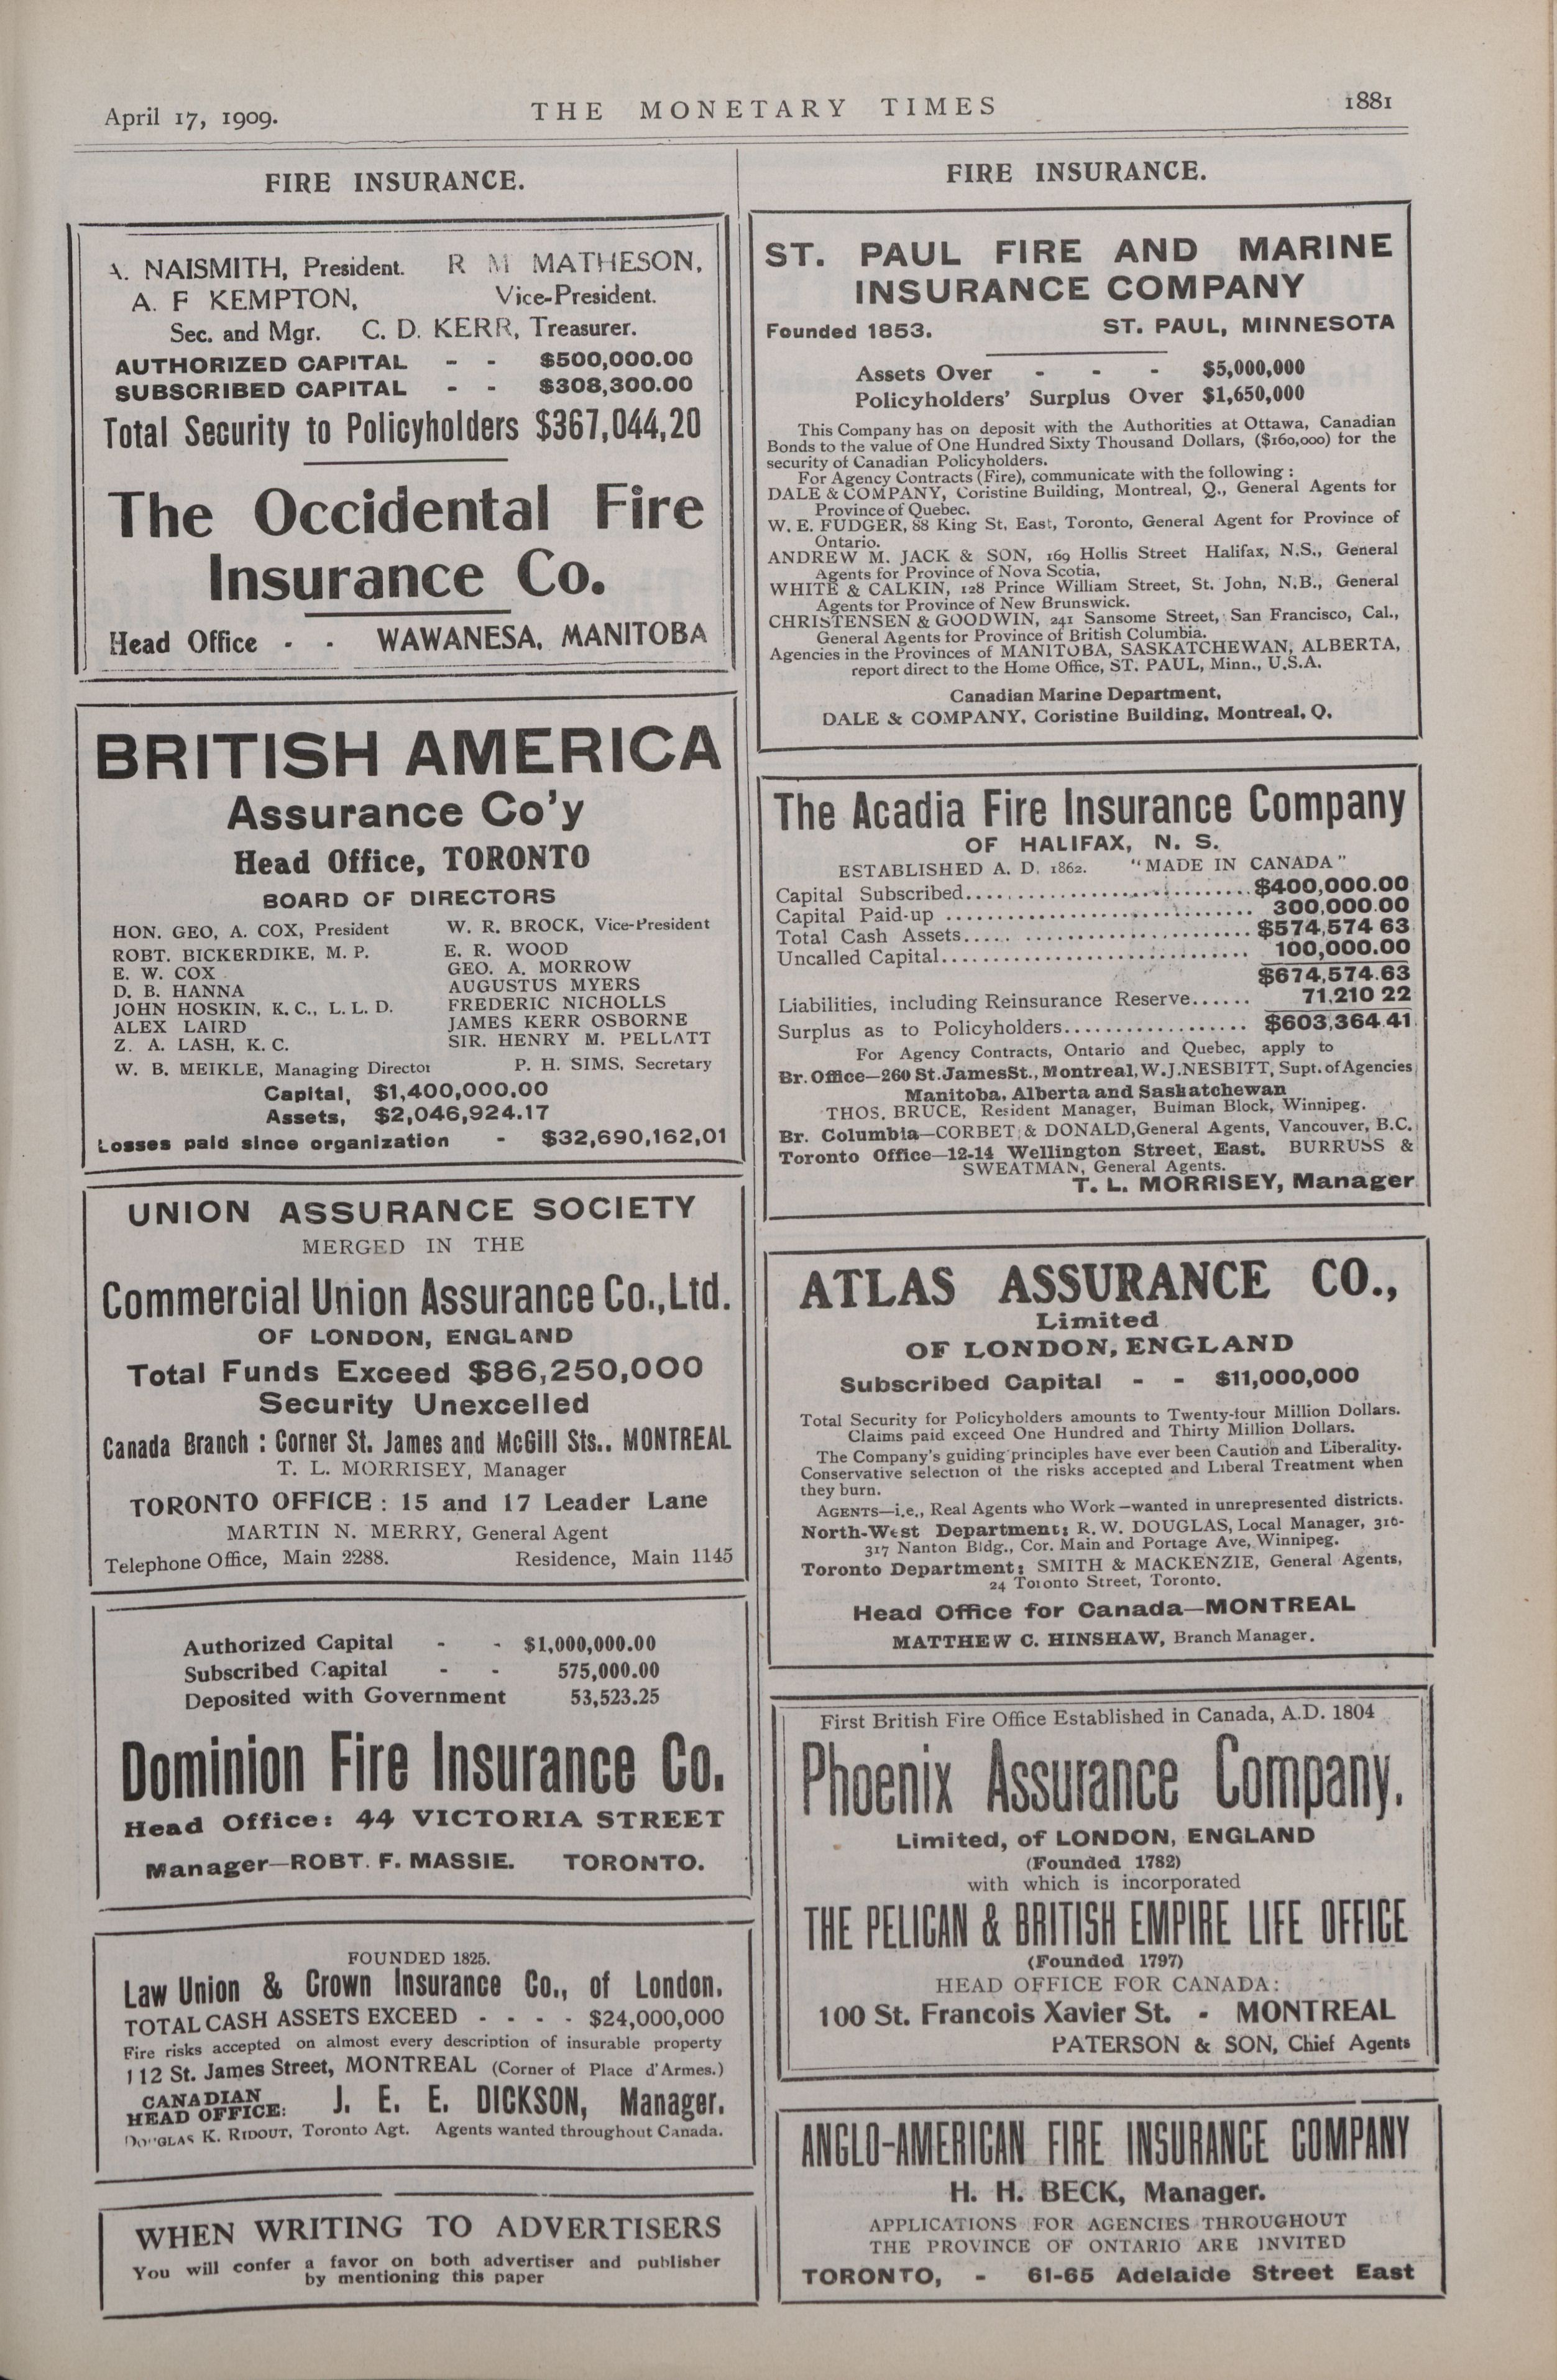 April 17, 1909.
THE MONETARY TIMES
1881
FIRE INSURANCE.
A. NAISMITH, President. R M MATHESON,
A. F KEMPTON, Vice-President.
Sec. and Mgr. C. D. KERR, Treasurer.
AUTHORIZED CAPITAL - - $500,000.00
SUBSCRIBED CAPITAL - - $308,300.00
Total Security to Policyholders $367,044,20
The Occidental Fire
Insurance Co.
Head Office - - WAWANESA, MANITOBA
BRITISH AMERICA
Assurance Co'y
Head Office, TORONTO
BOARD OF DIRECTORS
HON. GEO, A. COX, President W. R. BROCK, Vice-President
ROBT. BICKERDIKE, M. P. E. R. WOOD
E. W. COX GEO. A. MORROW
D. B. HANNA AUGUSTUS MYERS
JOHN HOSKIN, K. C., L. L. D. FREDERIC NICHOLLS
ALEX LAIRD JAMES KERR OSBORNE
Z. A. LASH, K. C. SIR. HENRY M. PELLATT
W. B. MEIKLE, Managing Director P. H. SIMS, Secretary
Capital, $1,400,000.00
Assets, $2,046,924.17
Losses paid since organization - $32,690,162,01
UNION ASSURANCE SOCIETY
MERGED IN THE
Commercial Union Assurance Co., Ltd.
OF LONDON, ENGLAND
Total Funds Exceed $86,250,000
Security Unexcelled
Canada Branch : Corner St. James and McGill Sts.. MONTREAL
T. L. MORRISEY, Manager
TORONTO OFFICE : 15 and 17 Leader Lane
MARTIN N. MERRY, General Agent
Telephone Office, Main 2288. Residence, Main 1145
Authorized Capital - - $1,000,000.00
Subscribed Capital - - 575,000.00
Deposited with Government 53,523.25
Dominion Fire Insurance Co.
Head Office: 44 VICTORIA STREET
Manager—ROBT. F. MASSIE. TORONTO.
FOUNDED 1825.
Law Union & Crown Insurance Co., of London.
TOTAL CASH ASSETS EXCEED - - - - $24,000,000
Fire risks accepted on almost every description of insurable property
112 St. James Street, MONTREAL (Corner of Place d'Armes.)
CANADIAN
HEAD OFFICE: J. E. E. DICKSON, Manager.
DOUGLAS K. RIDOUT, Toronto Agt. Agents wanted throughout Canada.
WHEN WRITING TO ADVERTISERS
You will confer a favor on both advertiser and publisher
by mentioning this paper
FIRE INSURANCE.
ST. PAUL FIRE AND MARINE
INSURANCE COMPANY
Founded 1853. ST. PAUL, MINNESOTA
Assets Over - - - $5,000,000
Policyholders' Surplus Over $1,650,000
This Company has on deposit with the Authorities at Ottawa, Canadian
Bonds to the value of One Hundred Sixty Thousand Dollars, ($160,000) for the
security of Canadian Policyholders.
For Agency Contracts (Fire), communicate with the following :
DALE & COMPANY, Coristine Building, Montreal, Q., General Agents for
Province of Quebec.
W. E. FUDGER, 88 King St, East, Toronto, General Agent for Province of
Ontario.
ANDREW M. JACK & SON, 169 Hollis Street Halifax, N.S., General
Agents for Province of Nova Scotia,
WHITE & CALKIN, 128 Prince William Street, St. John, N.B., General
Agents for Province of New Brunswick.
CHRISTENSEN & GOODWIN, 241 Sansome Street, San Francisco, Cal.,
General Agents for Province of British Columbia.
Agencies in the Provinces of MANITOBA, SASKATCHEWAN, ALBERTA,
report direct to the Home Office, ST. PAUL, Minn., U.S.A.
Canadian Marine Department,
DALE & COMPANY, Coristine Building, Montreal, Q.
The Acadia Fire Insurance Company
OF HALIFAX, N. S.
ESTABLISHED A. D. 1862. "MADE IN CANADA"
Capital Subscribed........ $400,000.00
Capital Paid-up ........ 300,000.00
Total Cash Assets........ $574,574 63
Uncalled Capital........ 100,000.00
$674,574.63
Liabilities, including Reinsurance Reserve...... 71,210 22
Surplus as to Policyholders........ $603,364.41
For Agency Contracts, Ontario and Quebec, apply to
Br. Office—260 St. James St., Montreal, W. J. NESBITT, Supt. of Agencies
Manitoba, Alberta and Saskatchewan
THOS. BRUCE, Resident Manager, Bulman Block, Winnipeg.
Br. Columbia—CORBET & DONALD, General Agents, Vancouver, B.C.
Toronto Office—12-14 Wellington Street, East, BURRUSS &
SWEATMAN, General Agents.
T. L. MORRISEY, Manager
ATLAS ASSURANCE CO.,
Limited
OF LONDON, ENGLAND
Subscribed Capital - - $11,000,000
Total Security for Policyholders amounts to Twenty-four Million Dollars.
Claims paid exceed One Hundred and Thirty Million Dollars.
The Company's guiding principles have ever been Caution and Liberality.
Conservative selection of the risks accepted and Liberal Treatment when
they burn.
AGENTS—i.e., Real Agents who Work—wanted in unrepresented districts.
North-West Department: R. W. DOUGLAS, Local Manager, 316-
317 Nanton Bldg., Cor. Main and Portage Ave, Winnipeg.
Toronto Department: SMITH & MACKENZIE, General Agents,
24 Toronto Street, Toronto.
Head Office for Canada—MONTREAL
MATTHEW C. HINSHAW, Branch Manager.
First British Fire Office Established in Canada, A.D. 1804
Phoenix Assurance Company.
Limited, of LONDON, ENGLAND
(Founded 1782)
with which is incorporated
THE PELICAN & BRITISH EMPIRE LIFE OFFICE
(Founded 1797)
HEAD OFFICE FOR CANADA:
100 St. Francois Xavier St. - MONTREAL
PATERSON & SON, Chief Agents
ANGLO-AMERICAN FIRE INSURANCE COMPANY
H. H. BECK, Manager.
APPLICATIONS FOR AGENCIES THROUGHOUT
THE PROVINCE OF ONTARIO ARE INVITED
TORONTO, - 61-65 Adelaide Street East